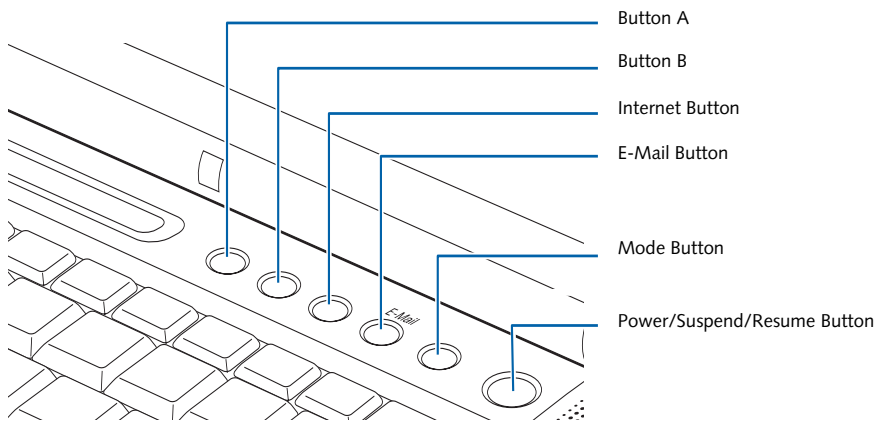 Button A
Button B
Internet Button
E-Mail Button
Mode Button
Power/Suspend/Resume Button
E-Mail